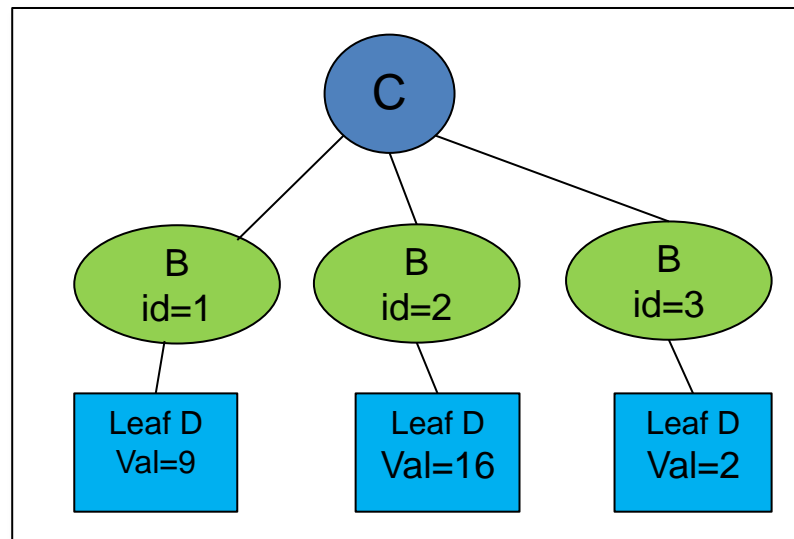 C
B
id=1
B
id=2
B
id=3
Leaf D
Val=9
Leaf D
Val=16
Leaf D
Val=2